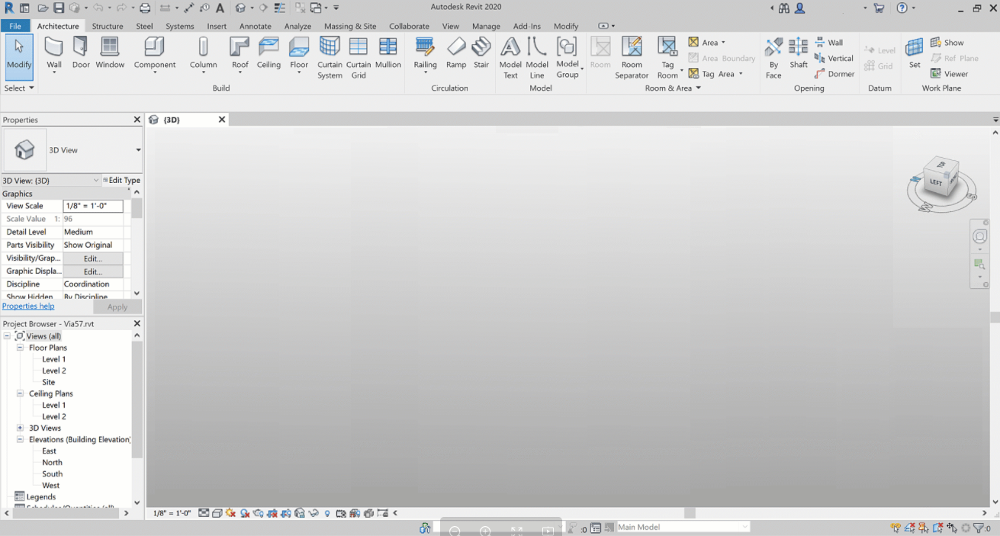 Autodesk Revit 2020
File Architecture Structure Steel Systems Insert Annotate Analyze Massing & Site Collaborate View Manage Add-Ins Modify
Modify Wall Door Window Component Column Roof Ceiling Floor Curtain System Curtain Grid Mullion Railing Ramp Stair Model Text Model Line Model Group Room Room Separator Tag Room
Area
Area Boundary
Tag Area
By Face Shaft
Wall
Vertical
Dormer
Level
Grid
Set
Show
Ref Plane
Viewer
Select Build Circulation Model Room & Area Opening Datum Work Plane
Properties
{3D}
3D View
3D View: {3D} Edit Type
Graphics
View Scale 1/8" = 1'-0"
Scale Value 1: 96
Detail Level Medium
Parts Visibility Show Original
Visibility/Grap... Edit...
Graphic Displa... Edit...
Discipline Coordination
Show Hidden By Discipline
Properties help Apply
Project Browser - Via57.rvt
Views (all)
Floor Plans
Level 1
Level 2
Site
Ceiling Plans
Level 1
Level 2
3D Views
Elevations (Building Elevation)
East
North
South
West
Legends
Schedules/Quantities (all)
TOP
LEFT
W
S
1/8" = 1'-0"
:0
Main Model
:0